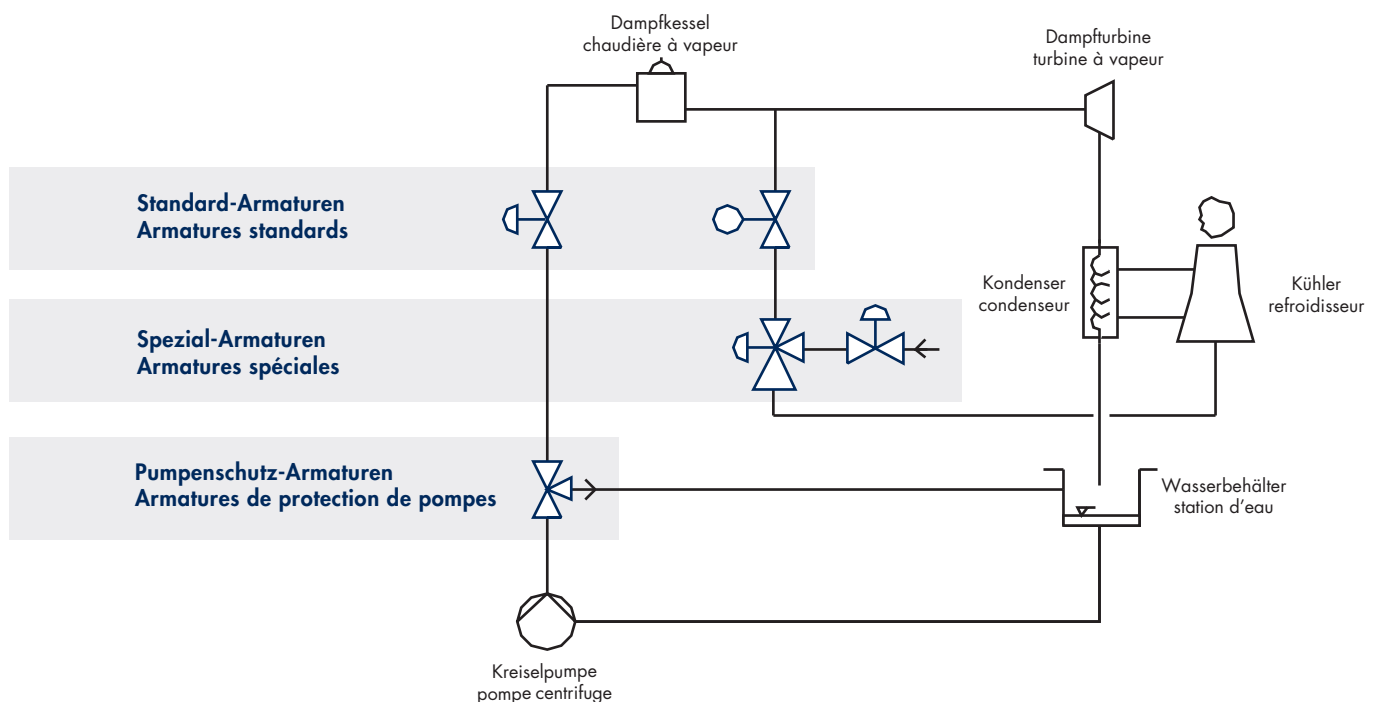 Dampfkessel
chaudière à vapeur
Dampfturbine
turbine à vapeur
Standard-Armaturen
Armatures standards
Kondenser
condenseur
Kühler
refroidisseur
Spezial-Armaturen
Armatures spéciales
Pumpenschutz-Armaturen
Armatures de protection de pompes
Wasserbehälter
station d'eau
Kreiselpumpe
pompe centrifuge